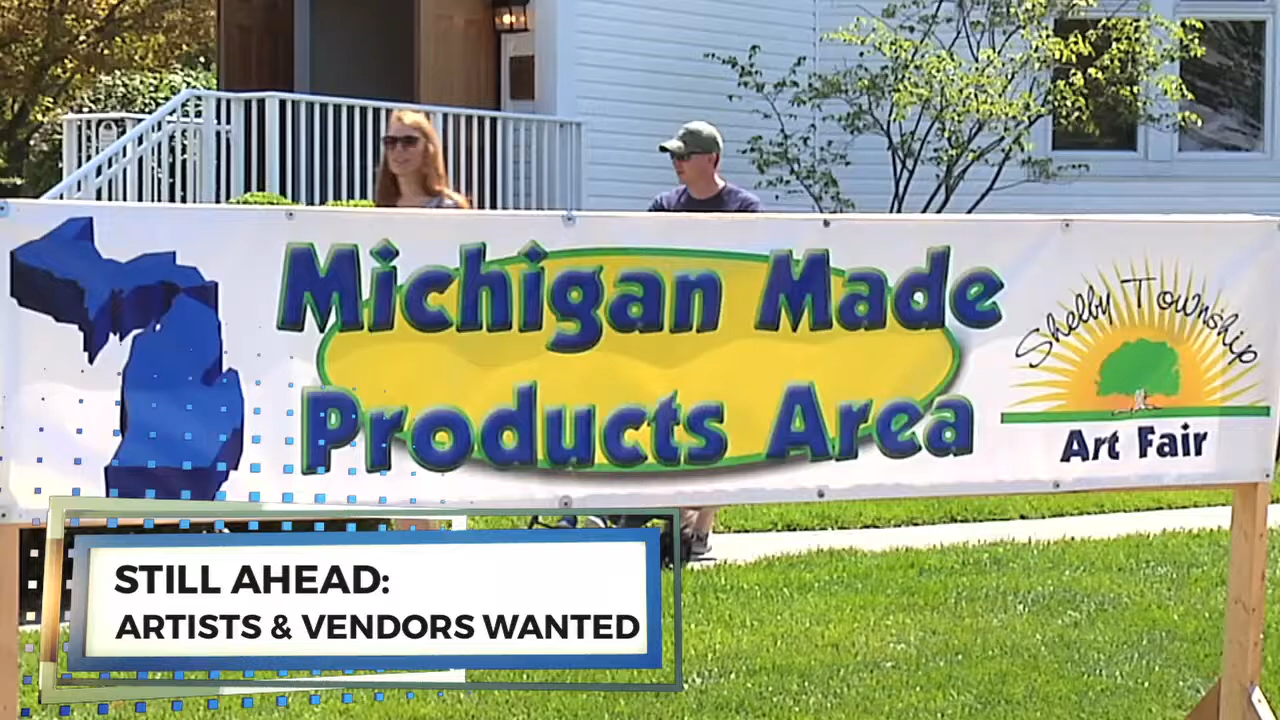 Michigan Made
Products Area
Shelby Township
Art Fair
STILL AHEAD:
ARTISTS & VENDORS WANTED